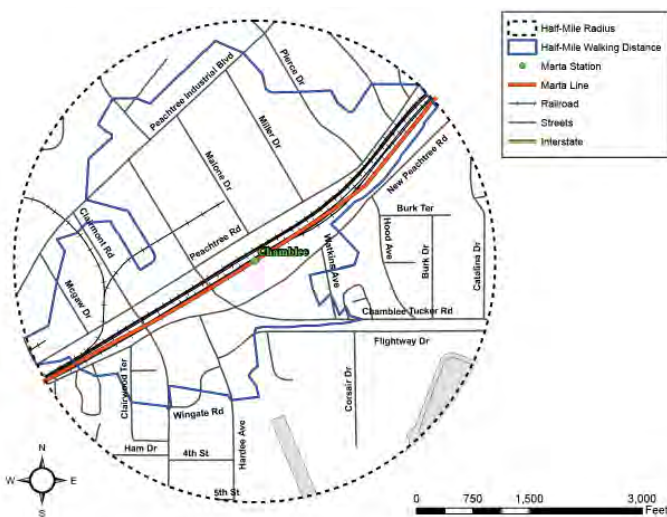 Half-Mile Radius
Half-Mile Walking Distance
Marta Station
Marta Line
Railroad
Streets
Interstate
Peachtree Industrial Blvd
Pierce Dr
Miller Dr
Malone Dr
New Peachtree Rd
Clairmont Rd
Peachtree Rd
Chamblee
Watkins Ave
Hood Ave
Burk Ter
Burk Dr
Catalina Dr
Mcgaw Dr
Chamblee Tucker Rd
Flightway Dr
Clairwood Ter
Wingate Rd
Corsair Dr
Hardee Ave
Ham Dr
4th St
5th St
N
W
E
S
0 750 1,500 3,000
Feet